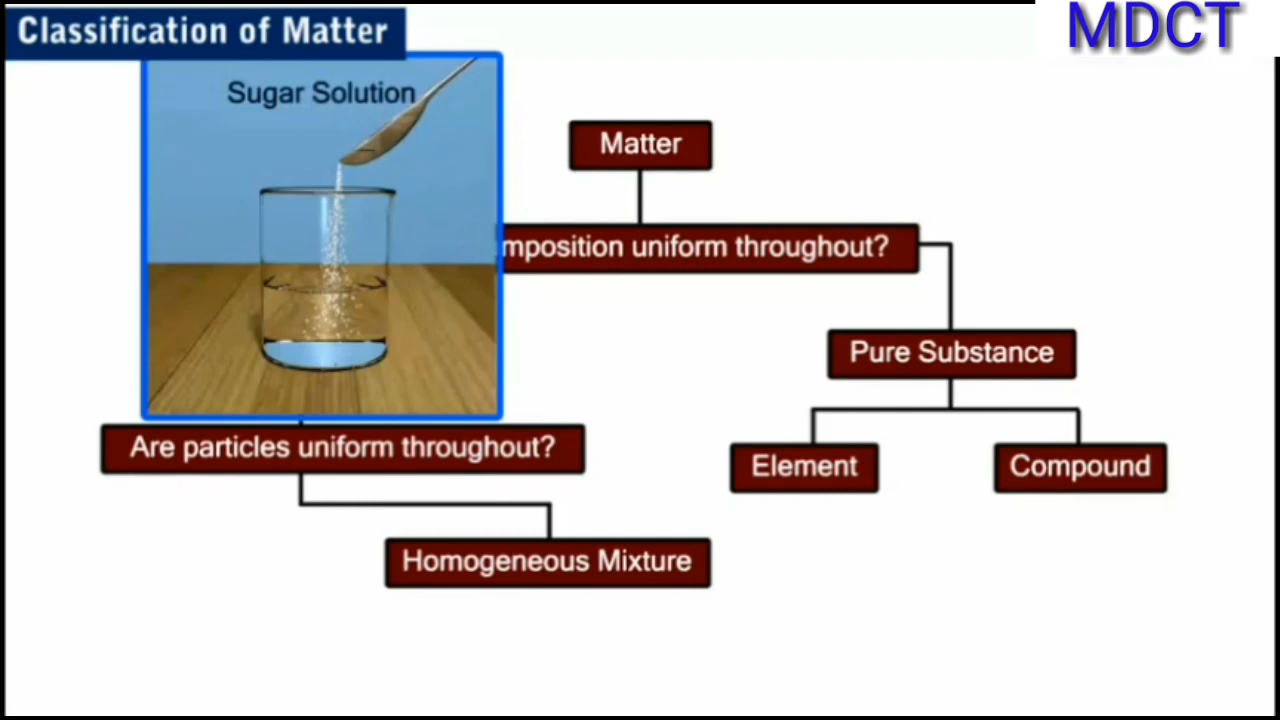 Classification of Matter
MDCT
Sugar Solution
Matter
mposition uniform throughout?
Pure Substance
Are particles uniform throughout?
Element
Compound
Homogeneous Mixture